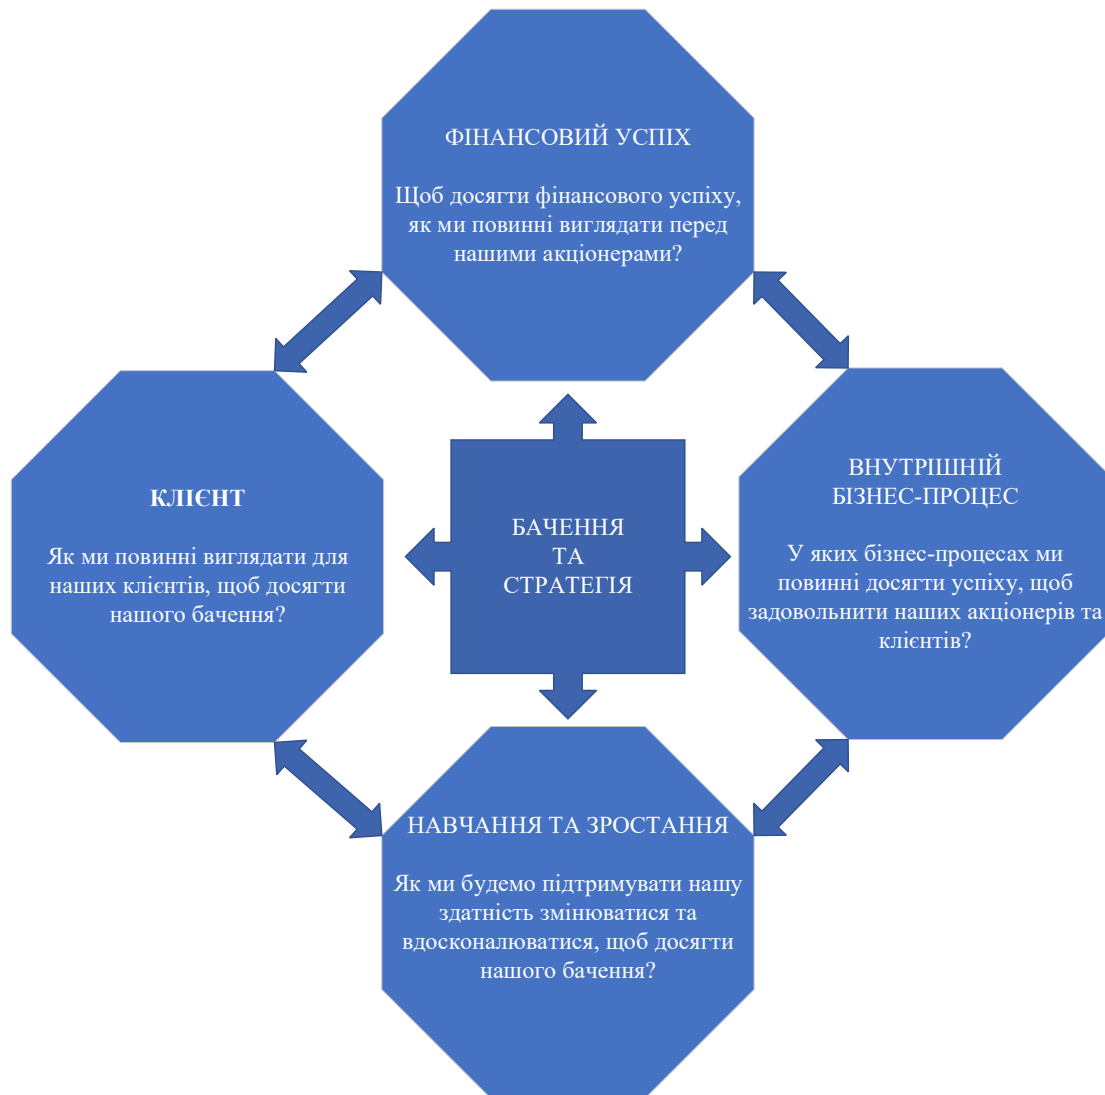 ФІНАНСОВИЙ УСПІХ
Щоб досягти фінансового успіху,
як ми повинні виглядати перед
нашими акціонерами?
КЛІЄНТ
Як ми повинні виглядати для
наших клієнтів, щоб досягти
нашого бачення?
БАЧЕННЯ
ТА
СТРАТЕГІЯ
ВНУТРІШНІЙ
БІЗНЕС-ПРОЦЕС
У яких бізнес-процесах ми
повинні досягти успіху, щоб
задовольнити наших акціонерів та
клієнтів?
НАВЧАННЯ ТА ЗРОСТАННЯ
Як ми будемо підтримувати нашу
здатність змінюватися та
вдосконалюватися, щоб досягти
нашого бачення?